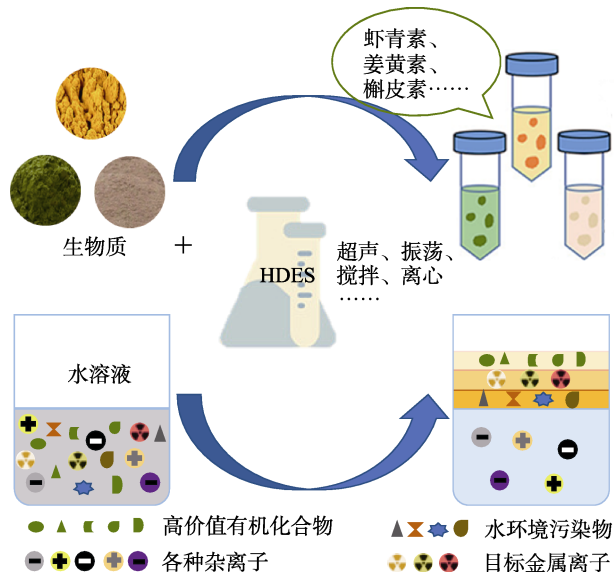 虾青素、
姜黄素、
槲皮素······
生物质
+
HDES
超声、振荡、
搅拌、离心
······
水溶液
高价值有机化合物
水环境污染物
各种杂离子
目标金属离子